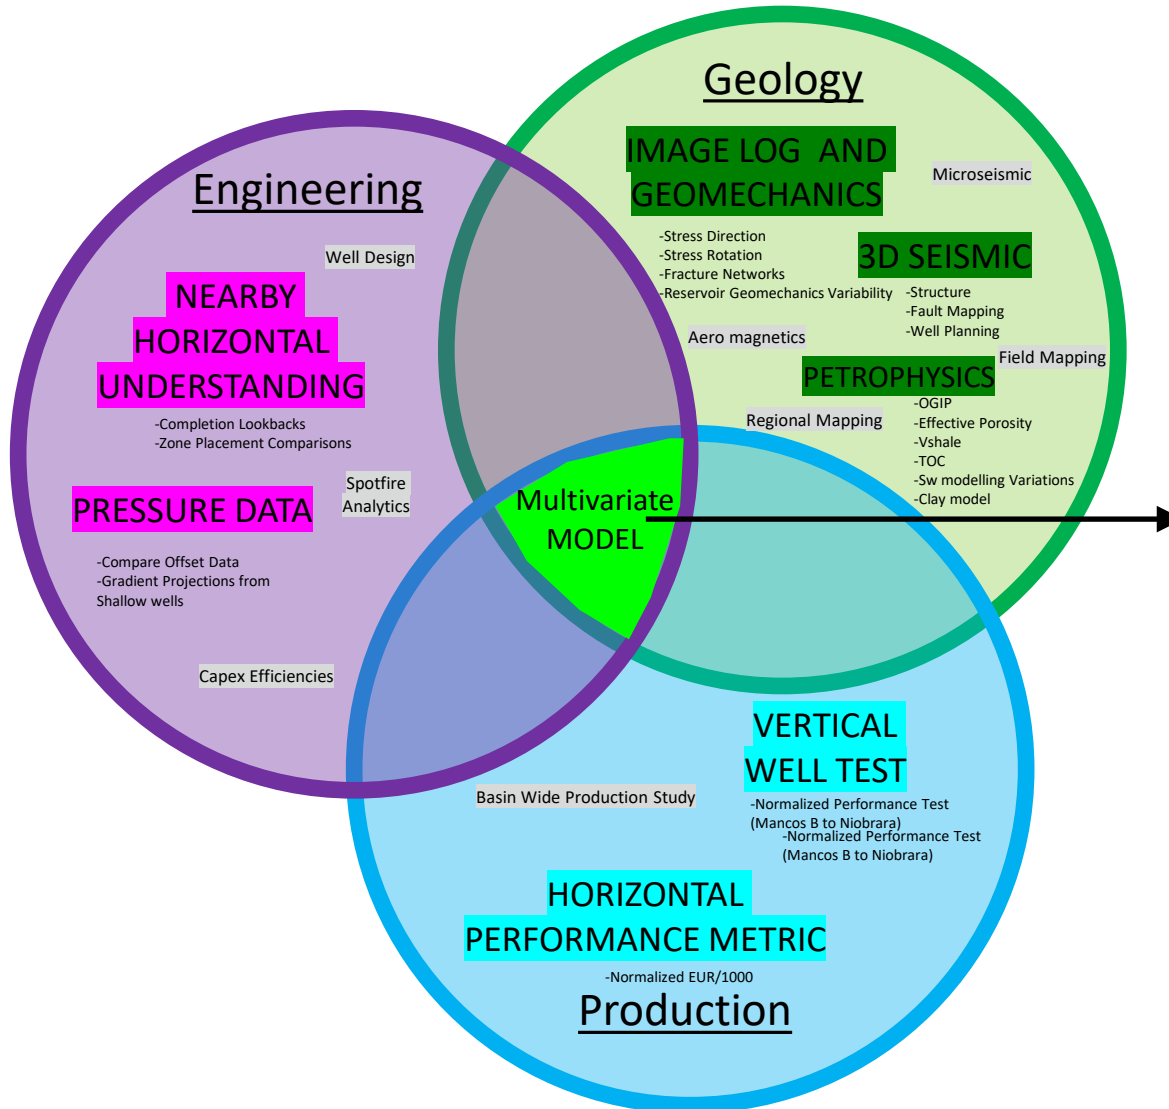 Geology
IMAGE LOG AND
GEOMECHANICS
Microseismic
-Stress Direction
-Stress Rotation
-Fracture Networks
-Reservoir Geomechanics Variability
3D SEISMIC
-Structure
-Fault Mapping
-Well Planning
Aero magnetics
Field Mapping
PETROPHYSICS
Regional Mapping
-OGIP
-Effective Porosity
-Vshale
-TOC
-Sw modelling Variations
-Clay model
Engineering
Well Design
NEARBY
HORIZONTAL
UNDERSTANDING
-Completion Lookbacks
-Zone Placement Comparisons
Spotfire
Analytics
PRESSURE DATA
-Compare Offset Data
-Gradient Projections from
Shallow wells
Capex Efficiencies
Multivariate
MODEL
VERTICAL
WELL TEST
-Normalized Performance Test
(Mancos B to Niobrara)
-Normalized Performance Test
(Mancos B to Niobrara)
Basin Wide Production Study
HORIZONTAL
PERFORMANCE METRIC
-Normalized EUR/1000
Production